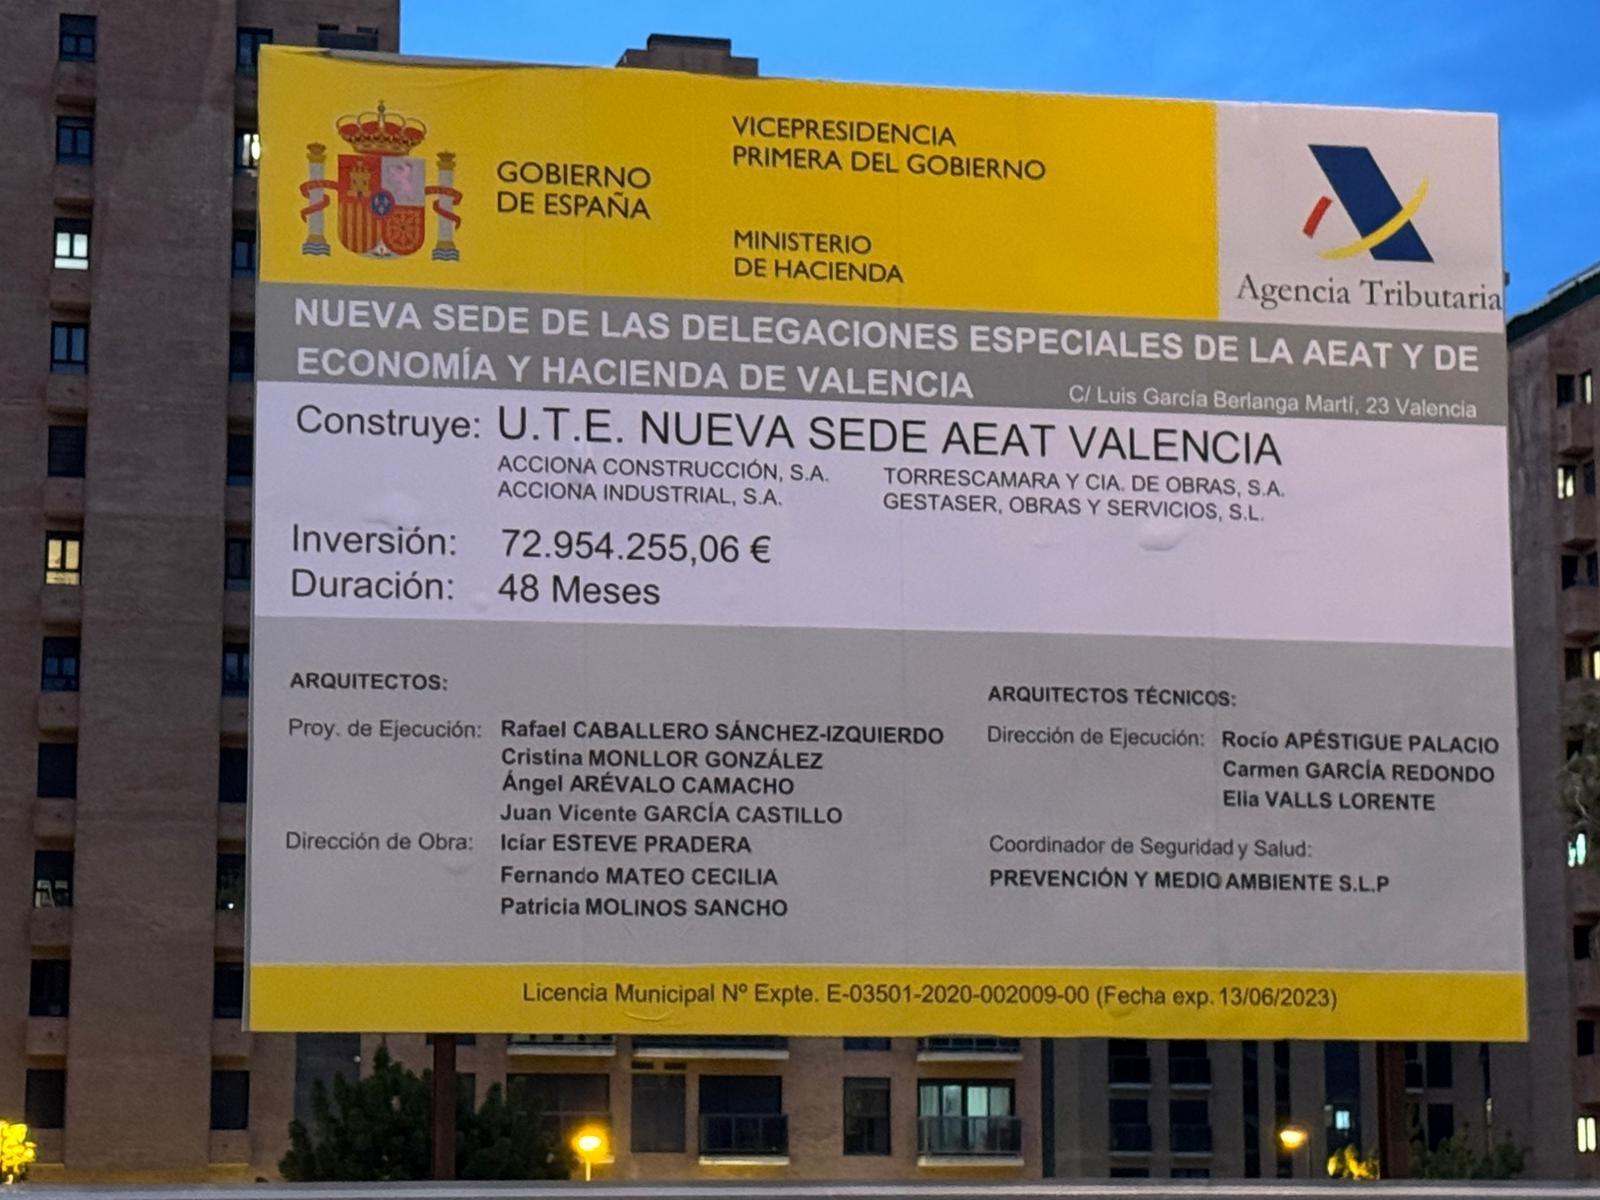 GOBIERNO
DE ESPAÑA
VICEPRESIDENCIA
PRIMERA DEL GOBIERNO
MINISTERIO
DE HACIENDA
Agencia Tributaria
NUEVA SEDE DE LAS DELEGACIONES ESPECIALES DE LA AEAT Y DE
ECONOMÍA Y HACIENDA DE VALENCIA
C/ Luis García Berlanga Martí, 23 Valencia
Construye: U.T.E. NUEVA SEDE AEAT VALENCIA
ACCIONA CONSTRUCCIÓN, S.A.
ACCIONA INDUSTRIAL, S.A.
TORRESCAMARA Y CIA. DE OBRAS, S.A.
GESTASER, OBRAS Y SERVICIOS, S.L.
Inversión: 72.954.255,06 €
Duración: 48 Meses
ARQUITECTOS:
Proy. de Ejecución: Rafael CABALLERO SÁNCHEZ-IZQUIERDO
Cristina MONLLOR GONZÁLEZ
Ángel ARÉVALO CAMACHO
Juan Vicente GARCÍA CASTILLO
Dirección de Obra: Icíar ESTEVE PRADERA
Fernando MATEO CECILIA
Patricia MOLINOS SANCHO
ARQUITECTOS TÉCNICOS:
Dirección de Ejecución: Rocío APÉSTIGUE PALACIO
Carmen GARCÍA REDONDO
Elia VALLS LORENTE
Coordinador de Seguridad y Salud:
PREVENCIÓN Y MEDIO AMBIENTE S.L.P
Licencia Municipal Nº Expte. E-03501-2020-002009-00 (Fecha exp. 13/06/2023)